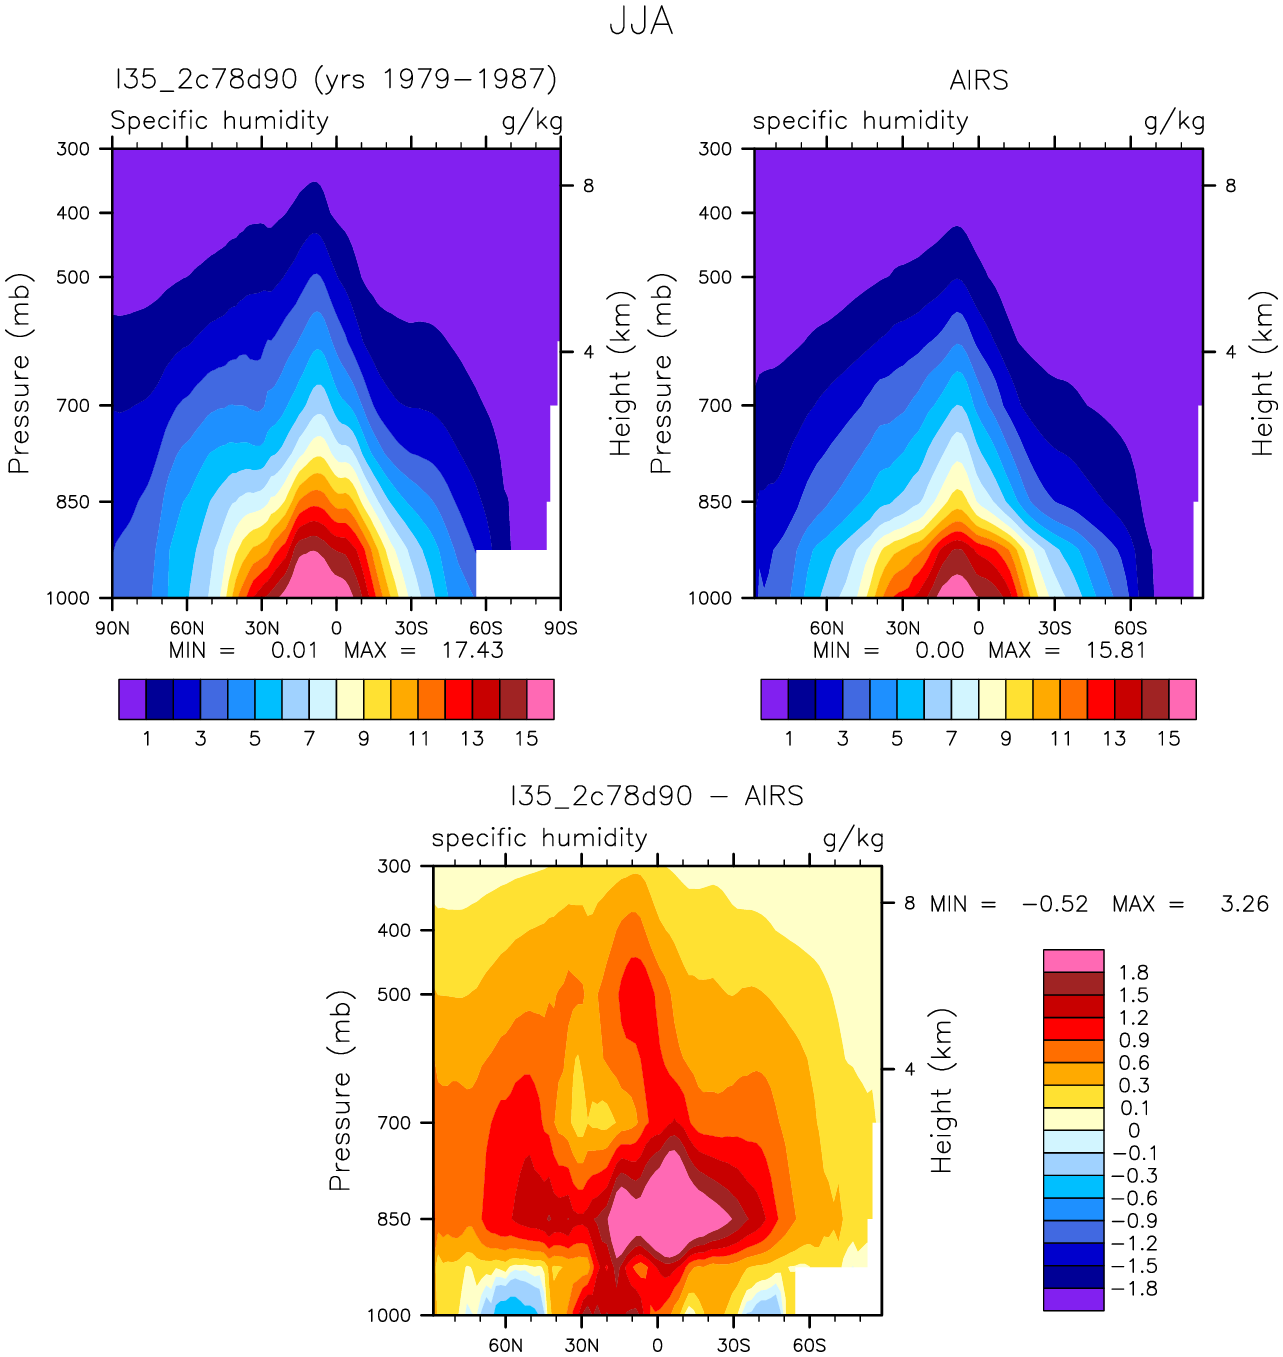 JJA
I35_2c78d90 (yrs 1979-1987)
Specific humidity g/kg
300
400
500
700
850
1000
Pressure (mb)
8
4
Height (km)
90N 60N 30N 0 30S 60S 90S
MIN = 0.01 MAX = 17.43
1 3 5 7 9 11 13 15
AIRS
specific humidity g/kg
300
400
500
700
850
1000
Pressure (mb)
8
4
Height (km)
60N 30N 0 30S 60S
MIN = 0.00 MAX = 15.81
1 3 5 7 9 11 13 15
I35_2c78d90 - AIRS
specific humidity g/kg
300
400
500
700
850
1000
Pressure (mb)
8
4
Height (km)
60N 30N 0 30S 60S
MIN = -0.52 MAX = 3.26
1.8
1.5
1.2
0.9
0.6
0.3
0.1
0
-0.1
-0.3
-0.6
-0.9
-1.2
-1.5
-1.8